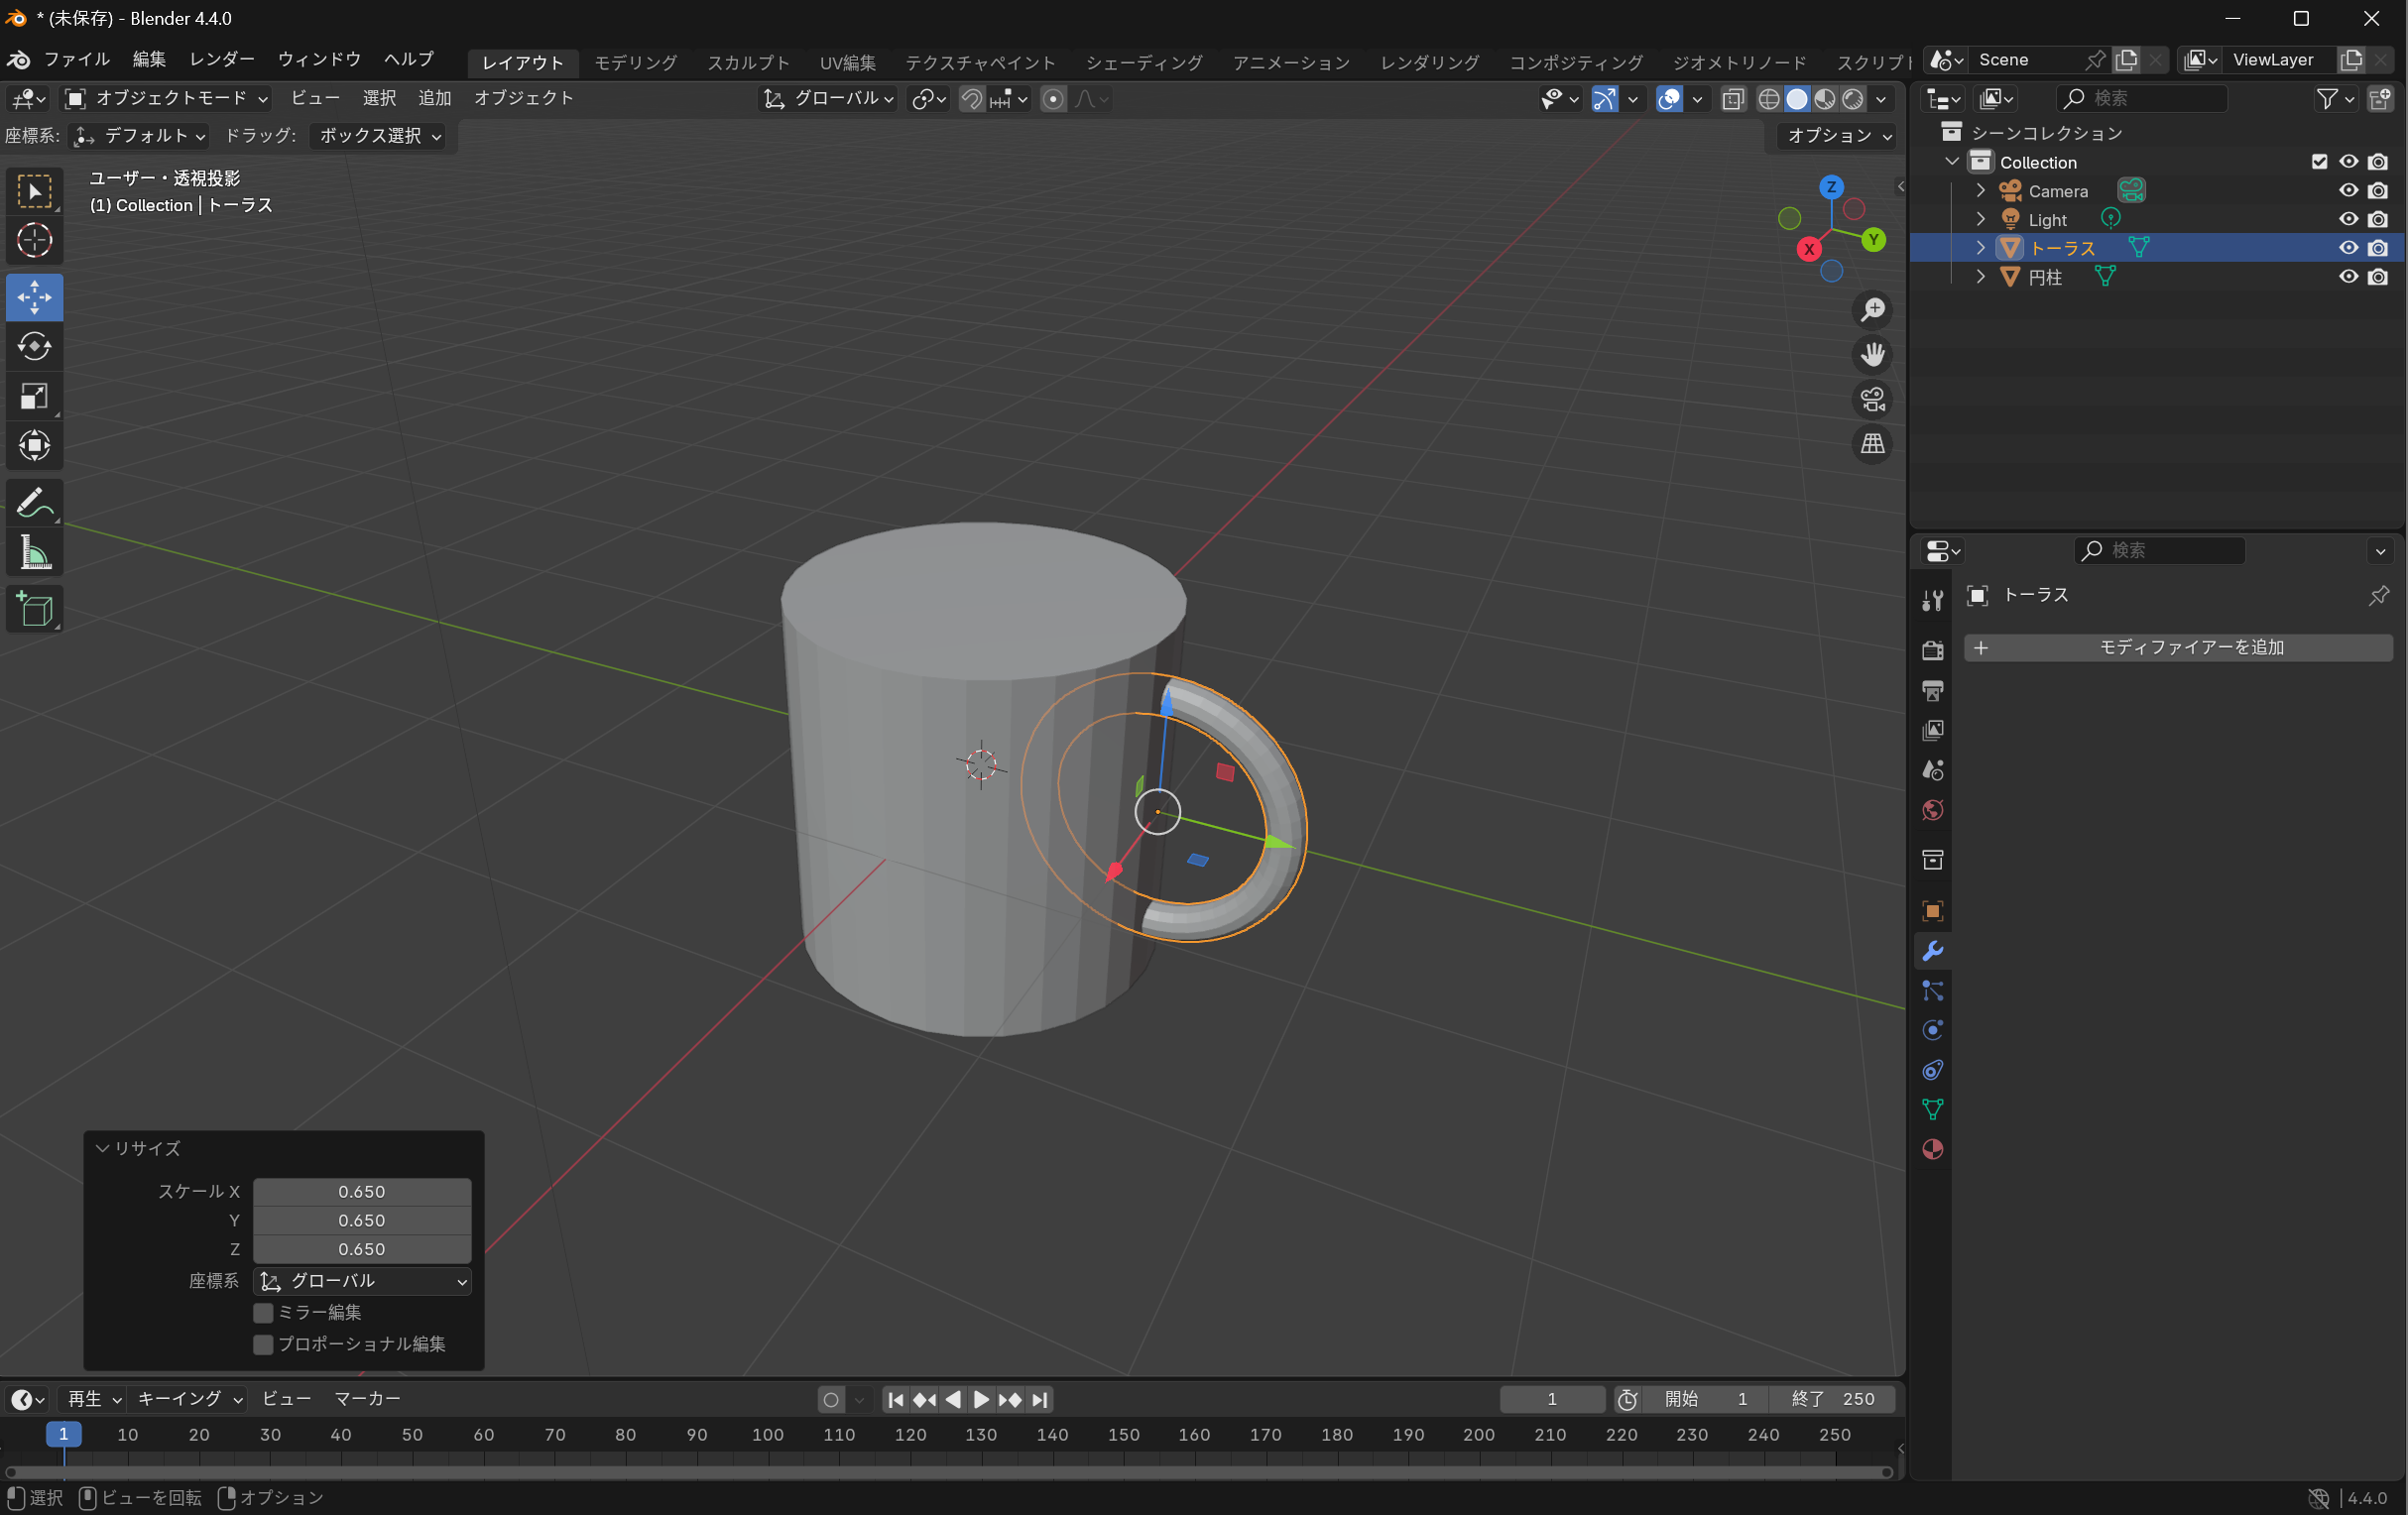 * (未保存) - Blender 4.4.0
ファイル 編集 レンダー ウィンドウ ヘルプ レイアウト モデリング スカルプト UV編集 テクスチャペイント シェーディング アニメーション レンダリング コンポジティング ジオメトリノード スクリプト Scene ViewLayer
オブジェクトモード ビュー 選択 追加 オブジェクト グローバル 検索
座標系: デフォルト ドラッグ: ボックス選択 オプション
ユーザー・透視投影
(1) Collection | トーラス
Z
Y
X
シーンコレクション
Collection
Camera
Light
トーラス
円柱
検索
トーラス
モディファイアーを追加
リサイズ
スケール X 0.650
Y 0.650
Z 0.650
座標系 グローバル
ミラー編集
プロポーショナル編集
再生 キーイング ビュー マーカー 1 開始 1 終了 250
1 10 20 30 40 50 60 70 80 90 100 110 120 130 140 150 160 170 180 190 200 210 220 230 240 250
選択 ビューを回転 オプション 4.4.0